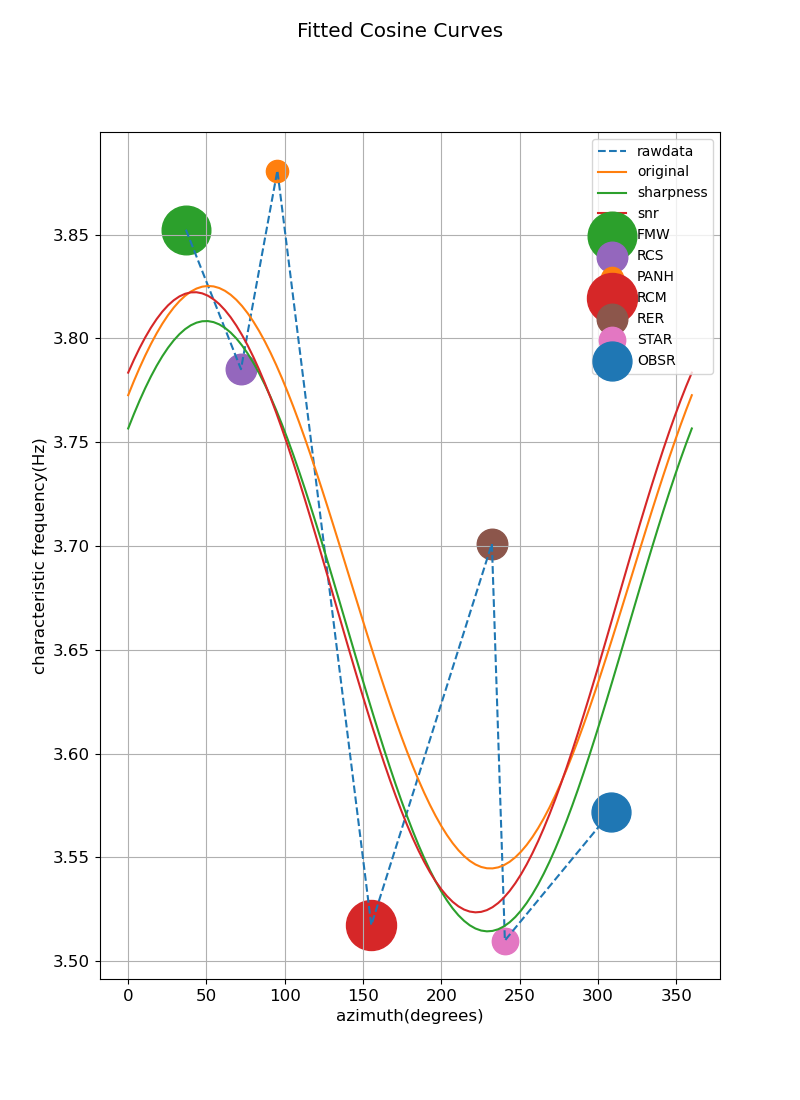 Fitted Cosine Curves
rawdata
original
sharpness
snr
FMW
RCS
PANH
RCM
RER
STAR
OBSR
characteristic frequency(Hz)
3.85
3.80
3.75
3.70
3.65
3.60
3.55
3.50
0 50 100 150 200 250 300 350
azimuth(degrees)